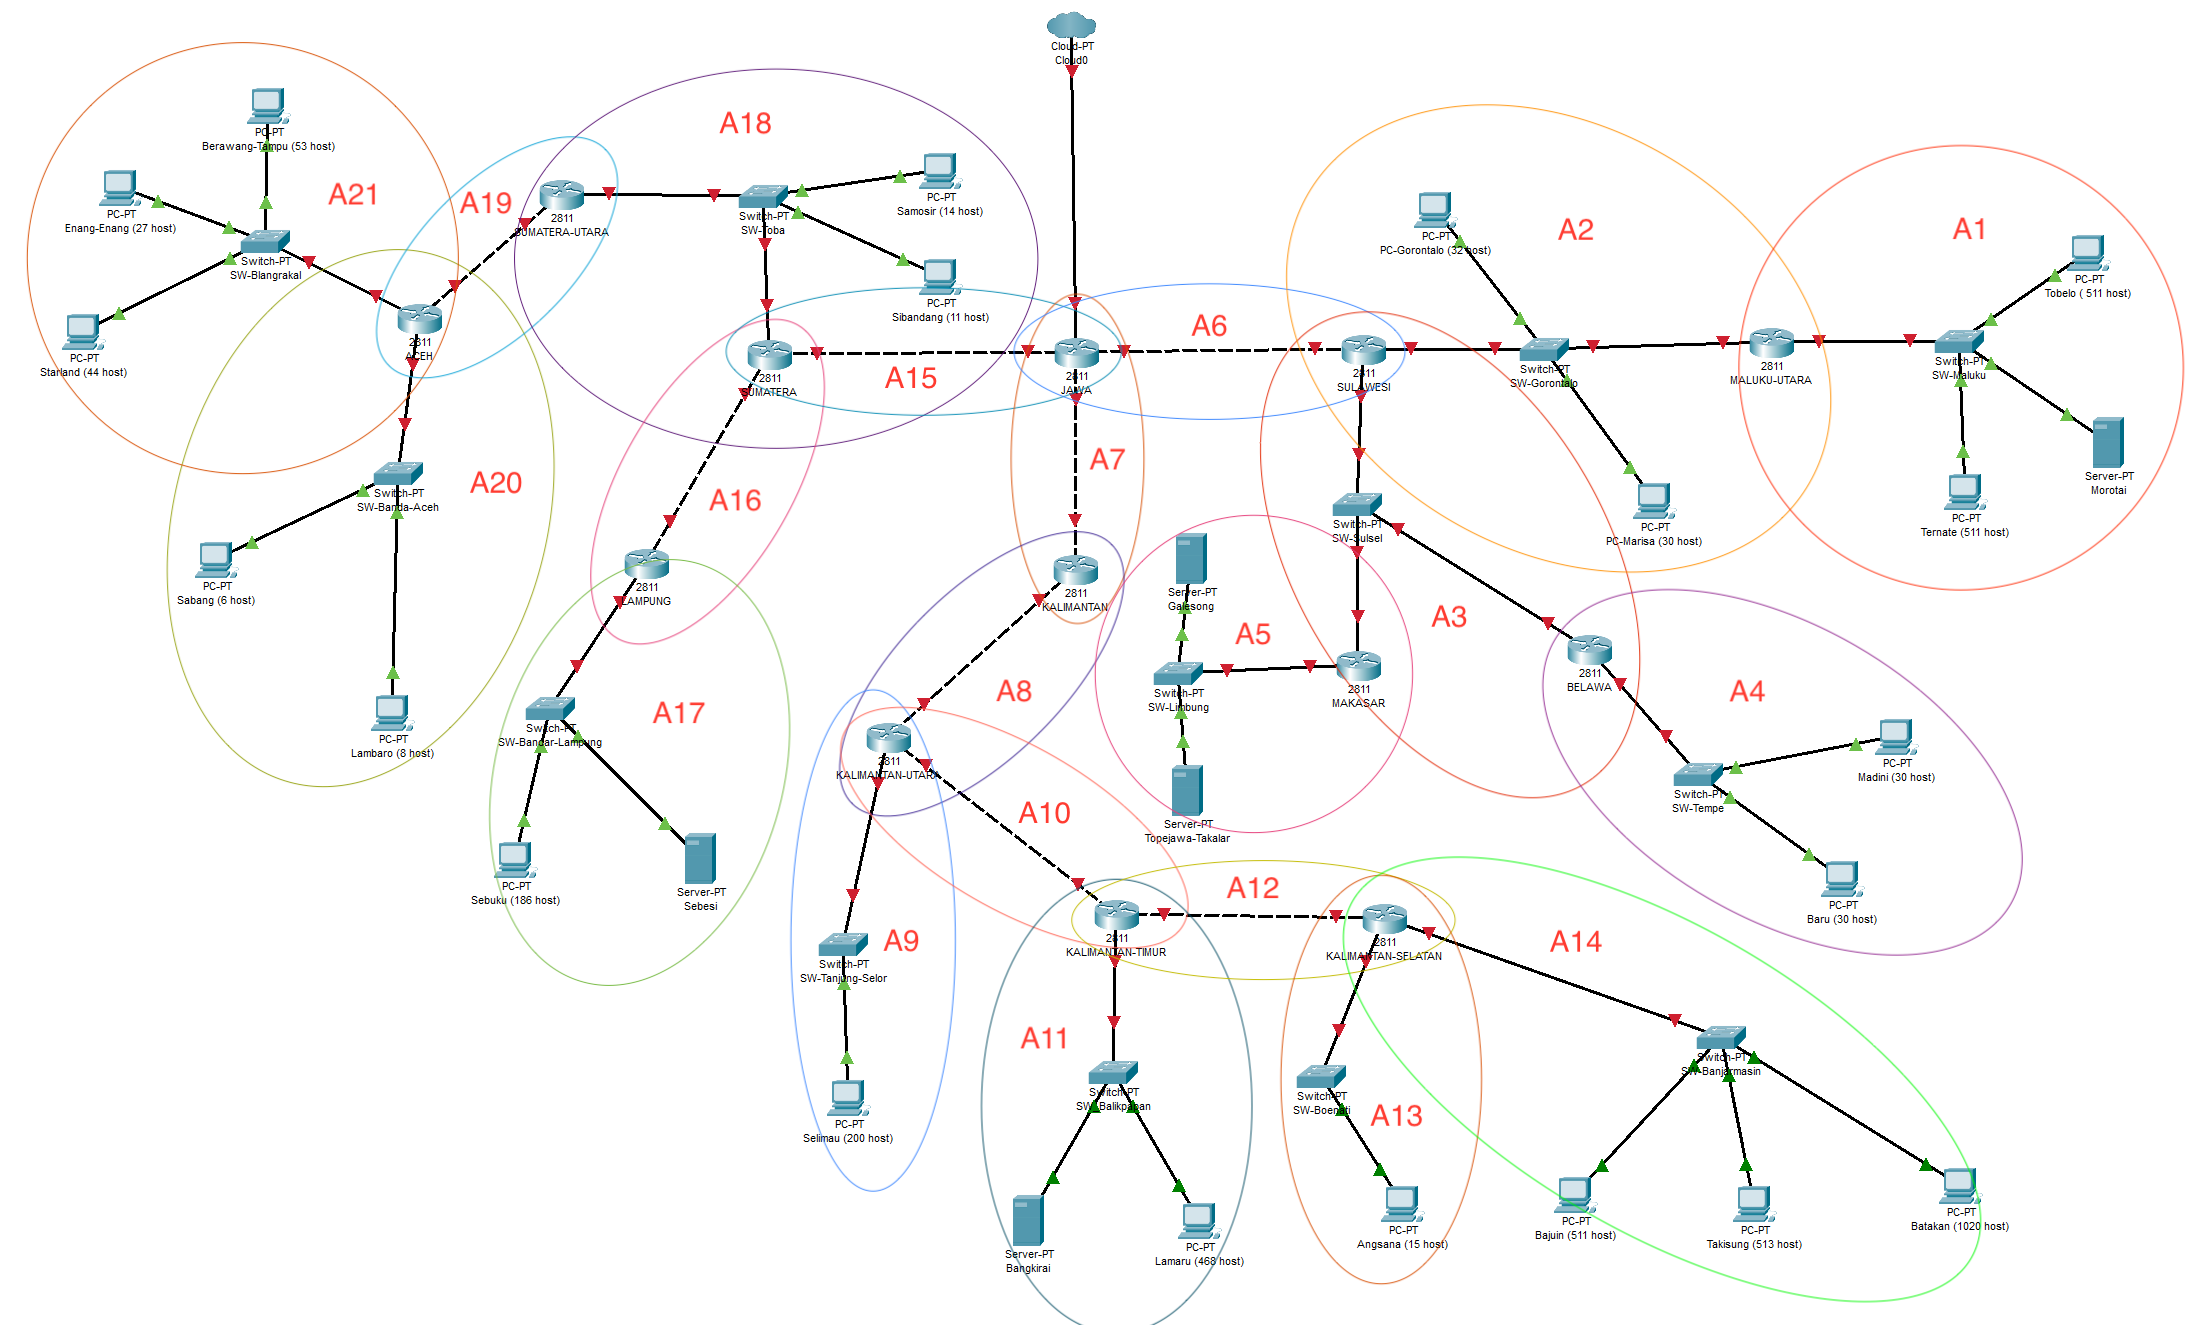 Cloud-PT
Cloud0
PC-PT
Berawang-Tampu (53 host)
PC-PT
Enang-Enang (27 host)
A21
Switch-PT
SW-Blangrakal
PC-PT
Starland (44 host)
2811
ACEH
A19
2811
SUMATERA-UTARA
A18
Switch-PT
SW-Toba
PC-PT
Samosir (14 host)
PC-PT
Sibandang (11 host)
2811
SUMATERA
A15
2811
JAWA
A6
2811
SULAWESI
A2
PC-PT
PC-Gorontalo (32 host)
Switch-PT
SW-Gorontalo
PC-PT
PC-Marisa (30 host)
2811
MALUKU-UTARA
A1
PC-PT
Tobelo ( 511 host)
Switch-PT
SW-Maluku
Server-PT
Morotai
PC-PT
Ternate (511 host)
A20
Switch-PT
SW-Banda-Aceh
PC-PT
Sabang (6 host)
PC-PT
Lambaro (8 host)
A16
2811
LAMPUNG
A17
Switch-PT
SW-Bandar-Lampung
PC-PT
Sebuku (186 host)
Server-PT
Sebesi
A7
2811
KALIMANTAN
A8
2811
KALIMANTAN-UTARA
A10
A9
Switch-PT
SW-Tanjung-Selor
PC-PT
Selimau (200 host)
Switch-PT
SW-Sulsel
A3
Server-PT
Galesong
A5
Switch-PT
SW-Limbung
2811
MAKASAR
Server-PT
Topejawa-Takalar
2811
BELAWA
A4
Switch-PT
SW-Tempe
PC-PT
Madini (30 host)
PC-PT
Baru (30 host)
2811
KALIMANTAN-TIMUR
A12
2811
KALIMANTAN-SELATAN
A14
A11
Switch-PT
SW-Balikpapan
Server-PT
Bangkirai
PC-PT
Lamaru (468 host)
Switch-PT
SW-Boenati
A13
PC-PT
Angsana (15 host)
Switch-PT
SW-Banjarmasin
PC-PT
Bajuin (511 host)
PC-PT
Takisung (513 host)
PC-PT
Batakan (1020 host)